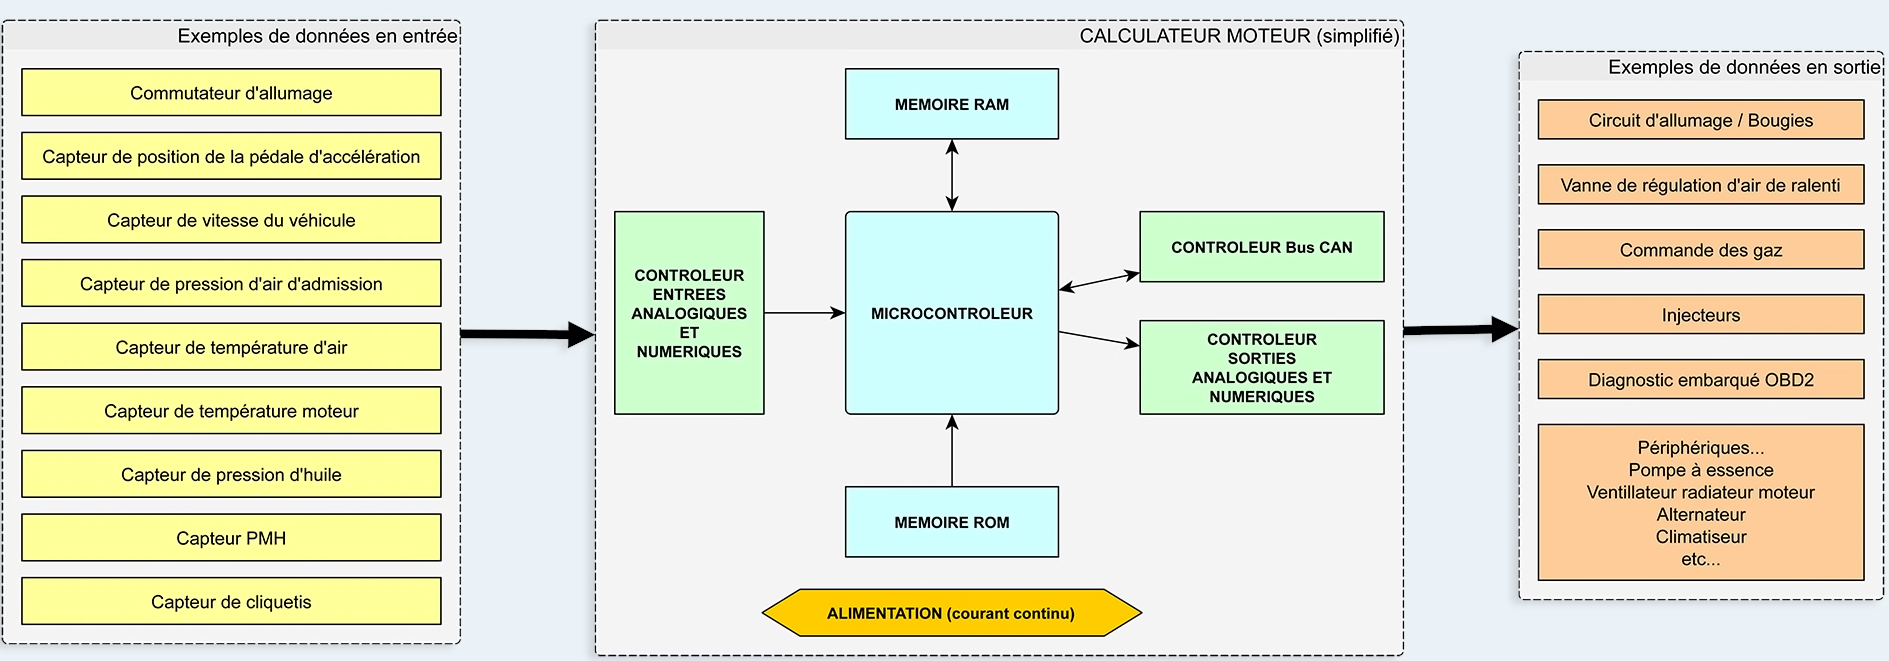 Exemples de données en entrée
Commutateur d'allumage
Capteur de position de la pédale d'accélération
Capteur de vitesse du véhicule
Capteur de pression d'air d'admission
Capteur de température d'air
Capteur de température moteur
Capteur de pression d'huile
Capteur PMH
Capteur de cliquetis
CALCULATEUR MOTEUR (simplifié)
MEMOIRE RAM
CONTROLEUR
ENTREES
ANALOGIQUES
ET
NUMERIQUES
MICROCONTROLEUR
CONTROLEUR Bus CAN
CONTROLEUR
SORTIES
ANALOGIQUES ET
NUMERIQUES
MEMOIRE ROM
ALIMENTATION (courant continu)
Exemples de données en sortie
Circuit d'allumage / Bougies
Vanne de régulation d'air de ralenti
Commande des gaz
Injecteurs
Diagnostic embarqué OBD2
Périphériques...
Pompe à essence
Ventillateur radiateur moteur
Alternateur
Climatiseur
etc...